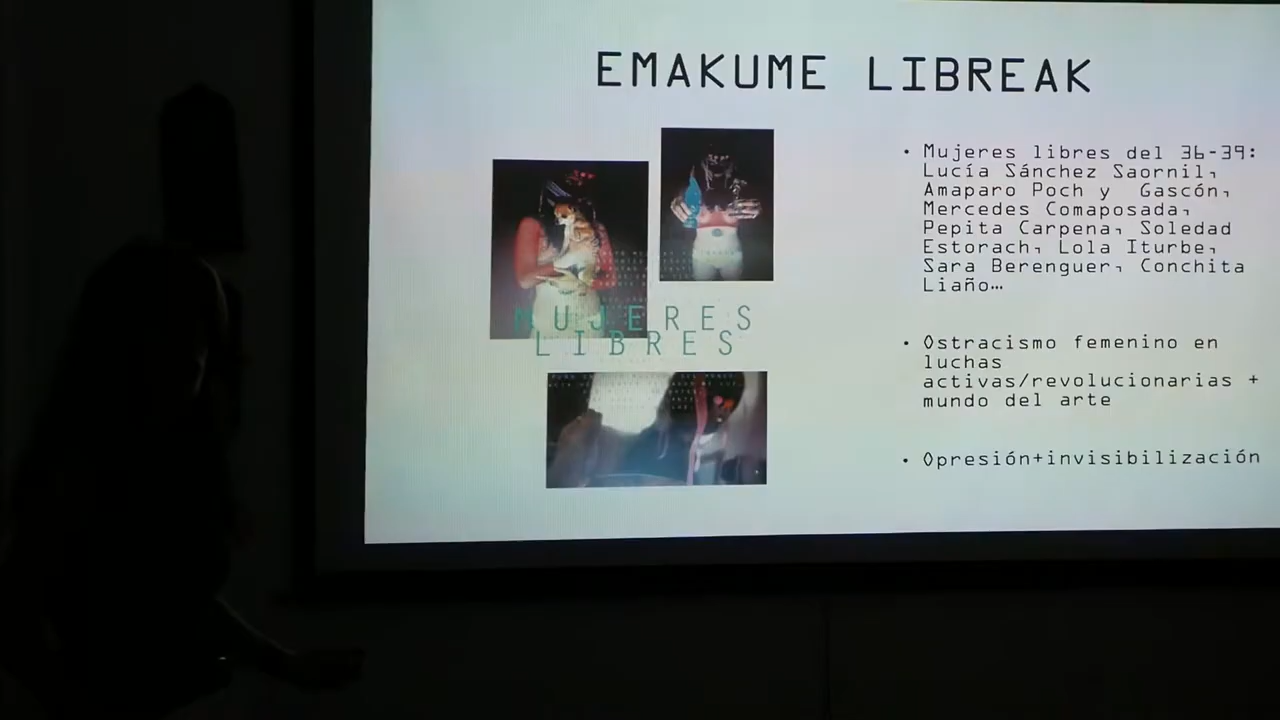 EMAKUME LIBREAK
MUJERES
LIBRES
• Mujeres libres del 36-39:
Lucía Sánchez Saornil,
Amaparo Poch y Gascón,
Mercedes Comaposada,
Pepita Carpena, Soledad
Estorach, Lola Iturbe,
Sara Berenguer, Conchita
Liaño…
• Ostracismo femenino en
luchas
activas/revolucionarias +
mundo del arte
• Opresión+invisibilización